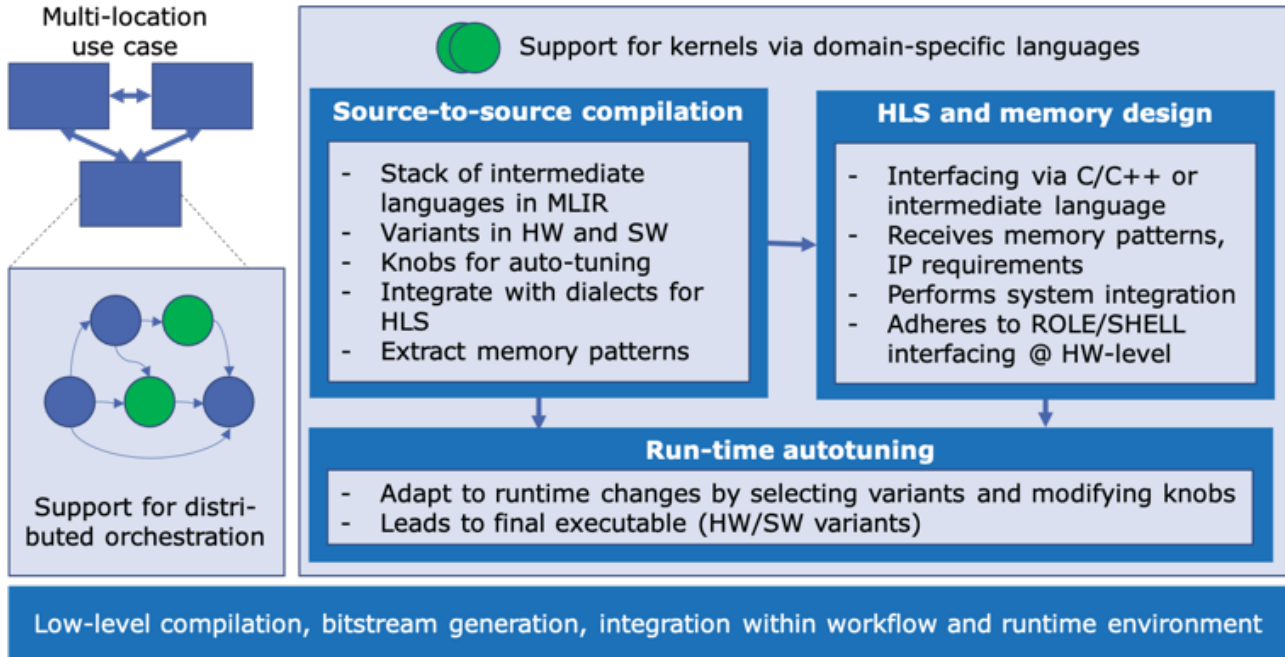 Multi-location
use case
Support for distri-
buted orchestration
Support for kernels via domain-specific languages
Source-to-source compilation
- Stack of intermediate
languages in MLIR
- Variants in HW and SW
- Knobs for auto-tuning
- Integrate with dialects for
HLS
- Extract memory patterns
HLS and memory design
- Interfacing via C/C++ or
intermediate language
- Receives memory patterns,
IP requirements
- Performs system integration
- Adheres to ROLE/SHELL
interfacing @ HW-level
Run-time autotuning
- Adapt to runtime changes by selecting variants and modifying knobs
- Leads to final executable (HW/SW variants)
Low-level compilation, bitstream generation, integration within workflow and runtime environment